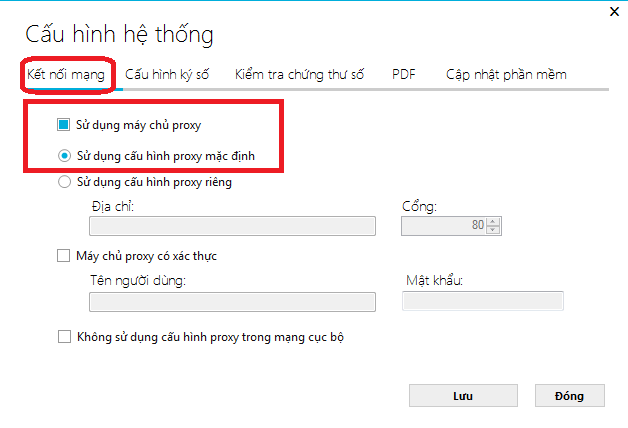 Cấu hình hệ thống
Kết nối mạng Cấu hình ký số Kiểm tra chứng thư số PDF Cập nhật phần mềm
Sử dụng máy chủ proxy
Sử dụng cấu hình proxy mặc định
Sử dụng cấu hình proxy riêng
Địa chỉ: Cổng:
80
Máy chủ proxy có xác thực
Tên người dùng: Mật khẩu:
Không sử dụng cấu hình proxy trong mạng cục bộ
Lưu Đóng